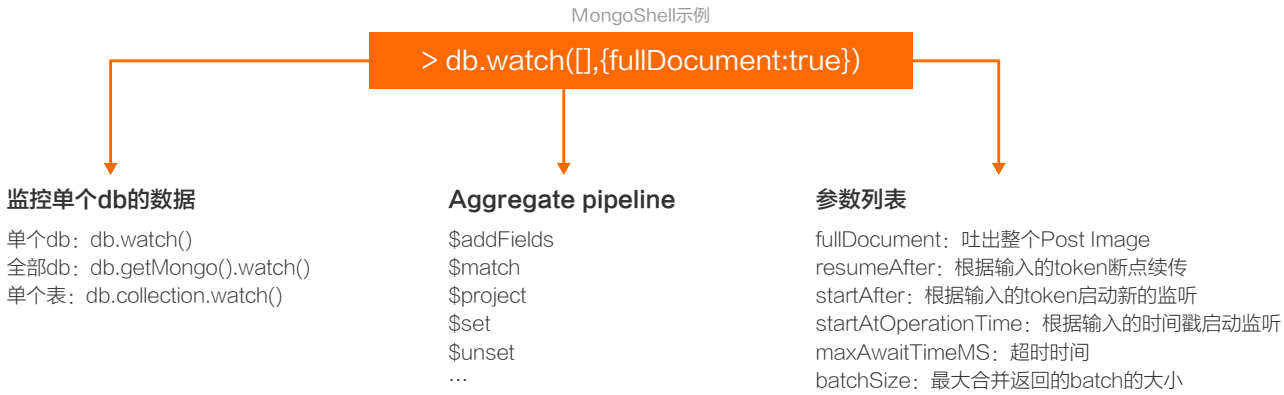 MongoShell示例
> db.watch([],{fullDocument:true})
监控单个db的数据
单个db：db.watch()
全部db：db.getMongo().watch()
单个表：db.collection.watch()
Aggregate pipeline
$addFields
$match
$project
$set
$unset
…
参数列表
fullDocument：吐出整个Post Image
resumeAfter：根据输入的token断点续传
startAfter：根据输入的token启动新的监听
startAtOperationTime：根据输入的时间戳启动监听
maxAwaitTimeMS：超时时间
batchSize：最大合并返回的batch的大小